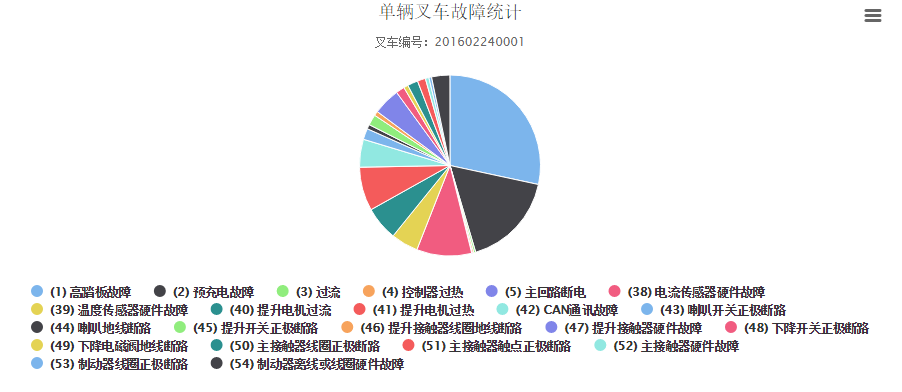 单辆叉车故障统计
叉车编号：201602240001
(1) 高踏板故障 (2) 预充电故障 (3) 过流 (4) 控制器过热 (5) 主回路断电 (38) 电流传感器硬件故障
(39) 温度传感器硬件故障 (40) 提升电机过流 (41) 提升电机过热 (42) CAN通讯故障 (43) 喇叭开关正极断路
(44) 喇叭地线断路 (45) 提升开关正极断路 (46) 提升接触器线圈地线断路 (47) 提升接触器硬件故障 (48) 下降开关正极断路
(49) 下降电磁阀地线断路 (50) 主接触器线圈正极断路 (51) 主接触器触点正极断路 (52) 主接触器硬件故障
(53) 制动器线圈正极断路 (54) 制动器离线或线圈硬件故障